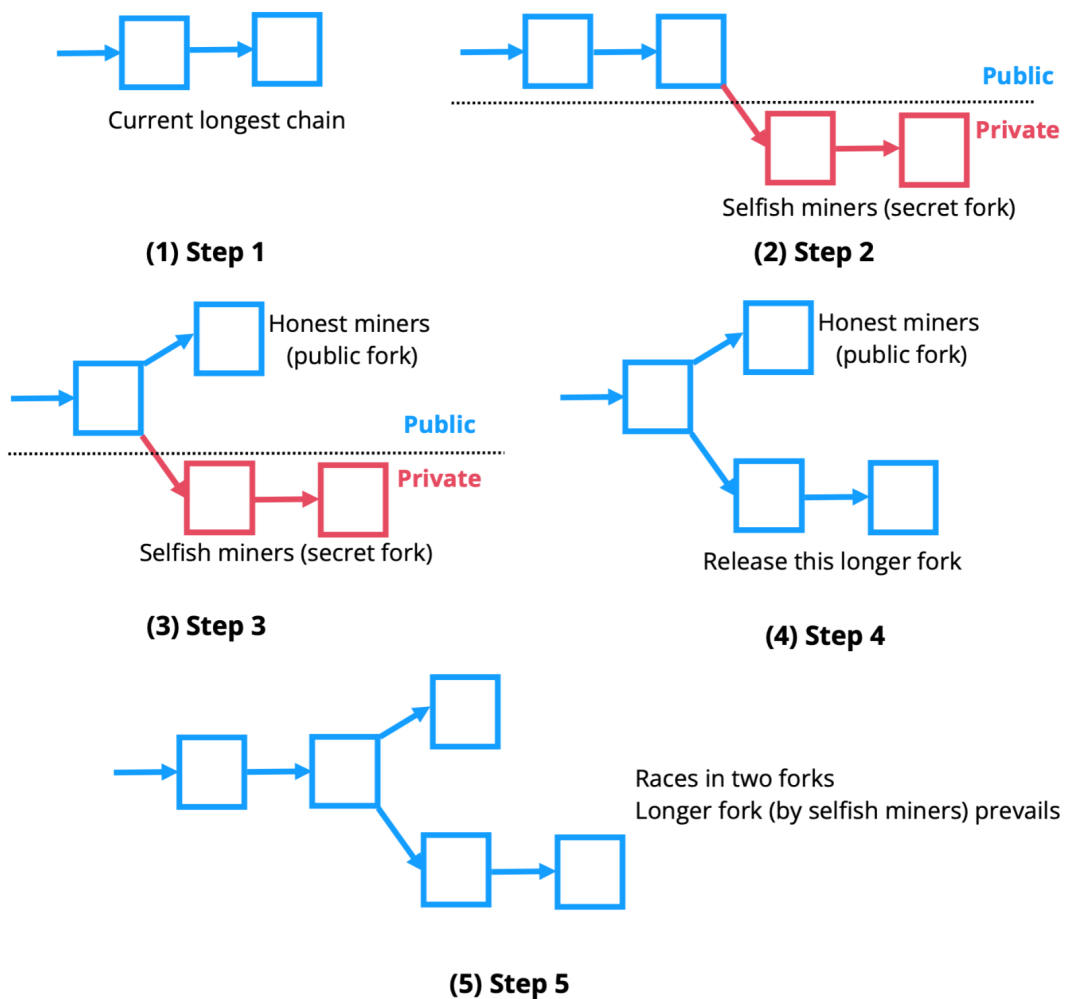 Current longest chain
(1) Step 1
Public
Private
Selfish miners (secret fork)
(2) Step 2
Honest miners
(public fork)
Public
Private
Selfish miners (secret fork)
(3) Step 3
Honest miners
(public fork)
Release this longer fork
(4) Step 4
Races in two forks
Longer fork (by selfish miners) prevails
(5) Step 5